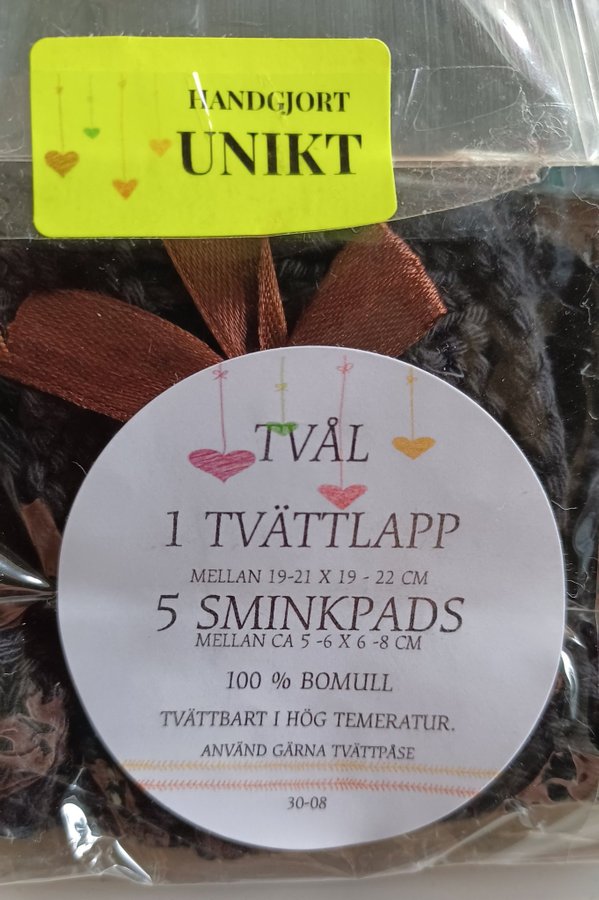 HANDGJORT
UNIKT
TVÅL
1 TVÄTTLAPP
MELLAN 19-21 X 19 - 22 CM
5 SMINKPADS
MELLAN CA 5 -6 X 6 -8 CM
100 % BOMULL
TVÄTTBART I HÖG TEMERATUR.
ANVÄND GÄRNA TVÄTTPÅSE
30-08